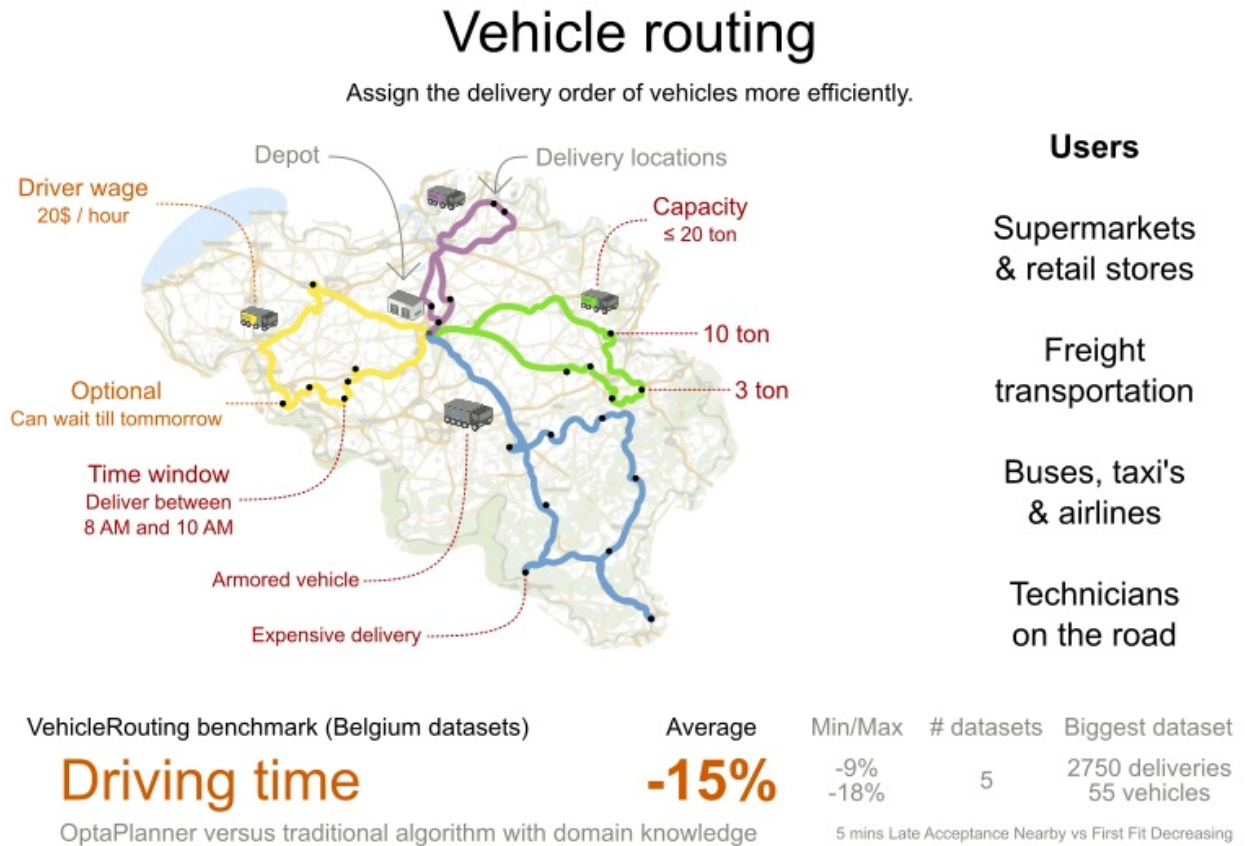 Vehicle routing
Assign the delivery order of vehicles more efficiently.
Depot
Delivery locations
Users
Driver wage
20$ / hour
Capacity
≤ 20 ton
Supermarkets
& retail stores
10 ton
Freight
transportation
3 ton
Optional
Can wait till tommorrow
Time window
Deliver between
8 AM and 10 AM
Buses, taxi's
& airlines
Armored vehicle
Expensive delivery
Technicians
on the road
VehicleRouting benchmark (Belgium datasets)
Average
Min/Max
# datasets
Biggest dataset
Driving time
-15%
-9%
-18%
5
2750 deliveries
55 vehicles
OptaPlanner versus traditional algorithm with domain knowledge
5 mins Late Acceptance Nearby vs First Fit Decreasing